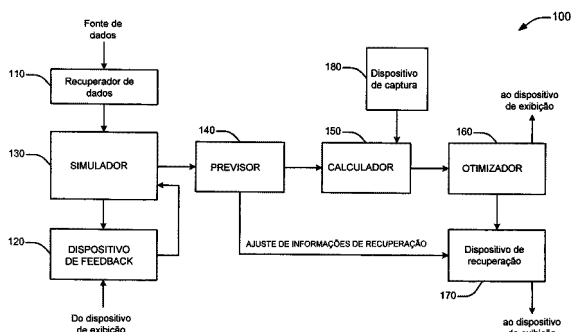 100
Fonte de
dados
110
Recuperador de
dados
180
Dispositivo
de captura
ao dispositivo
de exibição
130
SIMULADOR
140
PREVISOR
150
CALCULADOR
160
OTIMIZADOR
120
DISPOSITIVO
DE FEEDBACK
AJUSTE DE INFORMAÇÕES DE RECUPERAÇÃO
Dispositivo de
recuperação
170
Do dispositivo
de exibição
ao dispositivo
de exibição